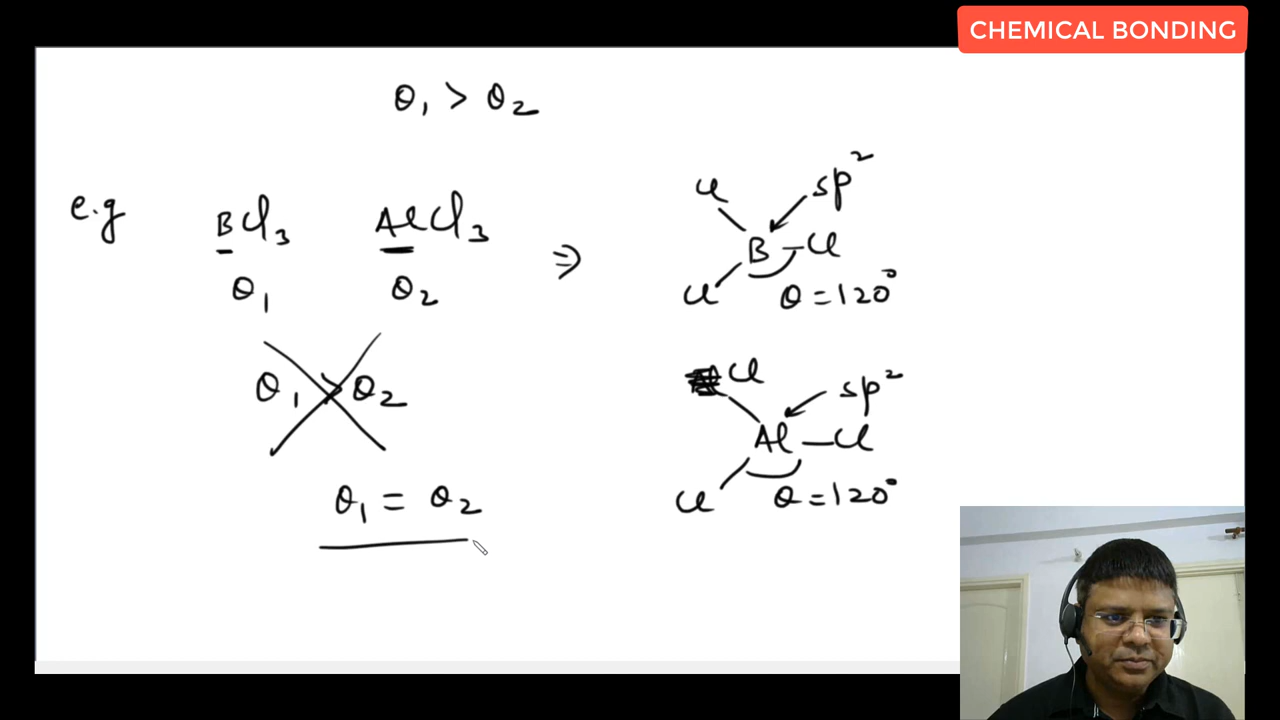 CHEMICAL BONDING
θ₁ > θ₂
e.g BCl₃ AlCl₃ ⇒
θ₁ θ₂
θ₁ > θ₂
θ₁ = θ₂
Cl sp²
B – Cl
Cl θ = 120°
Cl sp²
Al – Cl
Cl θ = 120°